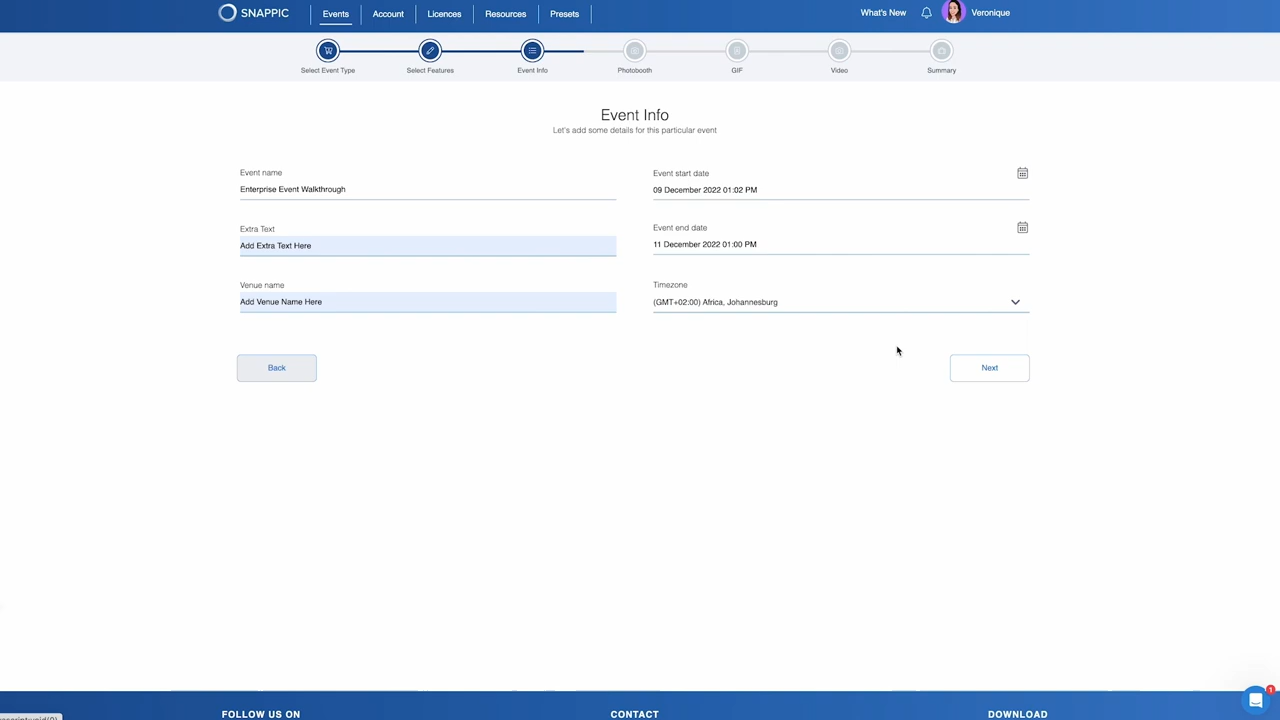 SNAPPIC
Events
Account
Licences
Resources
Presets
What's New
Veronique
Select Event Type
Select Features
Event Info
Photobooth
GIF
Video
Summary
Event Info
Let's add some details for this particular event
Event name
Enterprise Event Walkthrough
Event start date
09 December 2022 01:02 PM
Extra Text
Add Extra Text Here
Event end date
11 December 2022 01:00 PM
Venue name
Add Venue Name Here
Timezone
(GMT+02:00) Africa, Johannesburg
Back
Next
1
FOLLOW US ON
CONTACT
DOWNLOAD